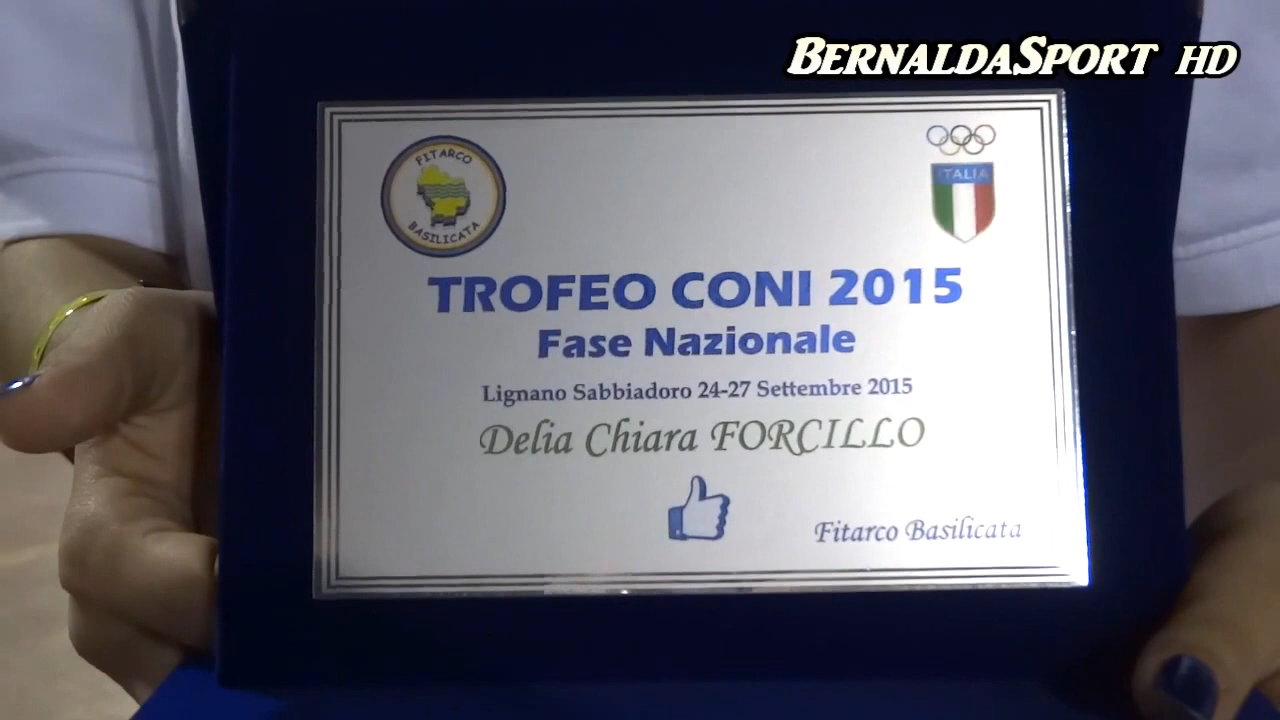 BERNALDASPORT HD
FITARCO
BASILICATA
ITALIA
TROFEO CONI 2015
Fase Nazionale
Lignano Sabbiadoro 24-27 Settembre 2015
Delia Chiara FORCILLO
Fitarco Basilicata